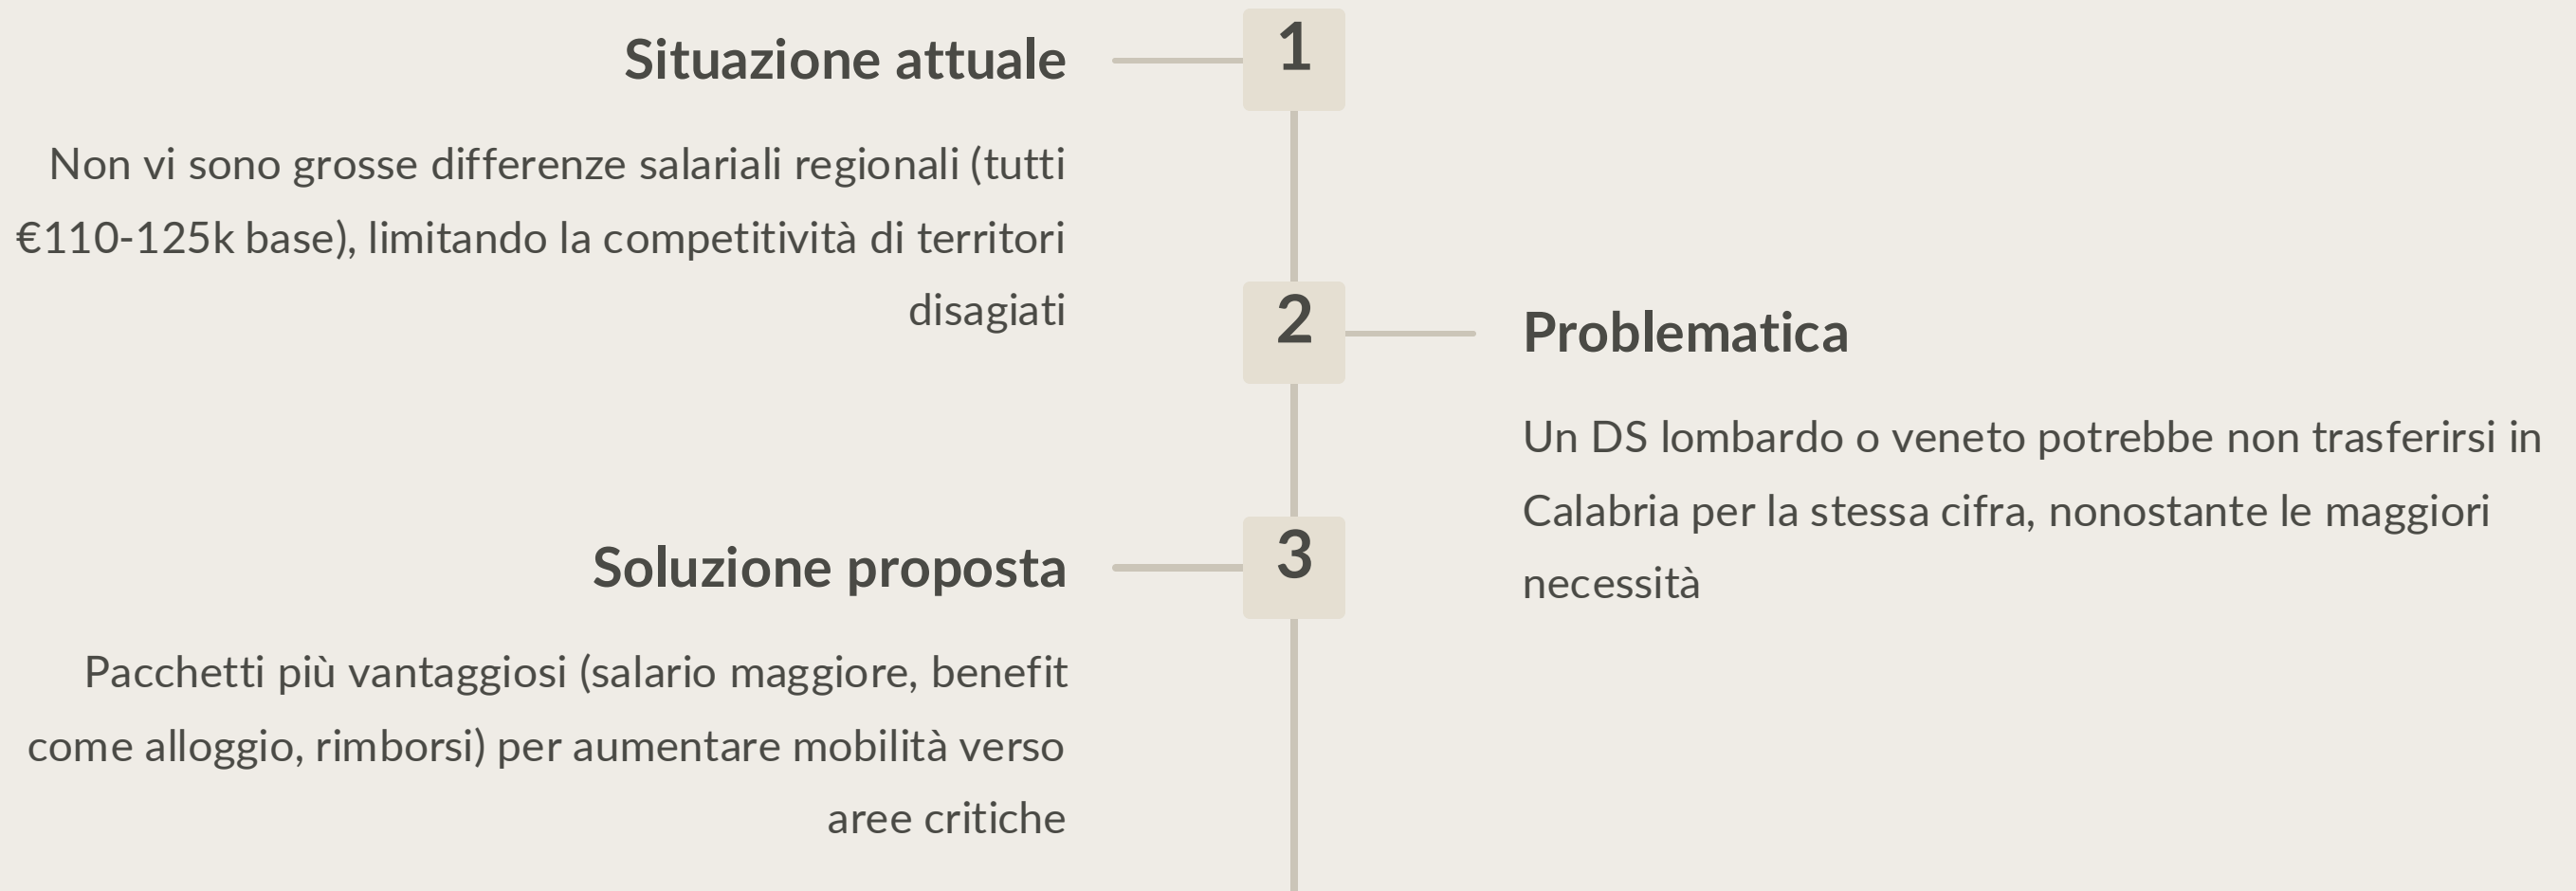 1
Situazione attuale
Non vi sono grosse differenze salariali regionali (tutti
€110-125k base), limitando la competitività di territori
disagiati
2
Problematica
Un DS lombardo o veneto potrebbe non trasferirsi in
Calabria per la stessa cifra, nonostante le maggiori
necessità
3
Soluzione proposta
Pacchetti più vantaggiosi (salario maggiore, benefit
come alloggio, rimborsi) per aumentare mobilità verso
aree critiche